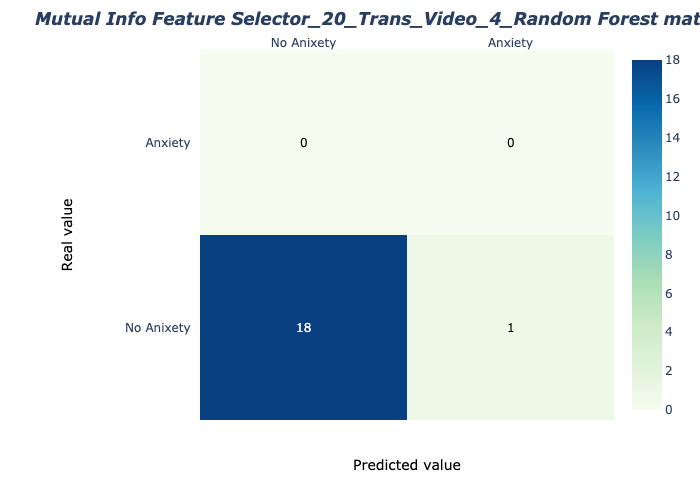 Mutual Info Feature Selector_20_Trans_Video_4_Random Forest mat
No Anixety Anxiety
18
16
14
12
10
8
6
4
2
0
Anxiety 0 0
No Anixety 18 1
Real value
Predicted value